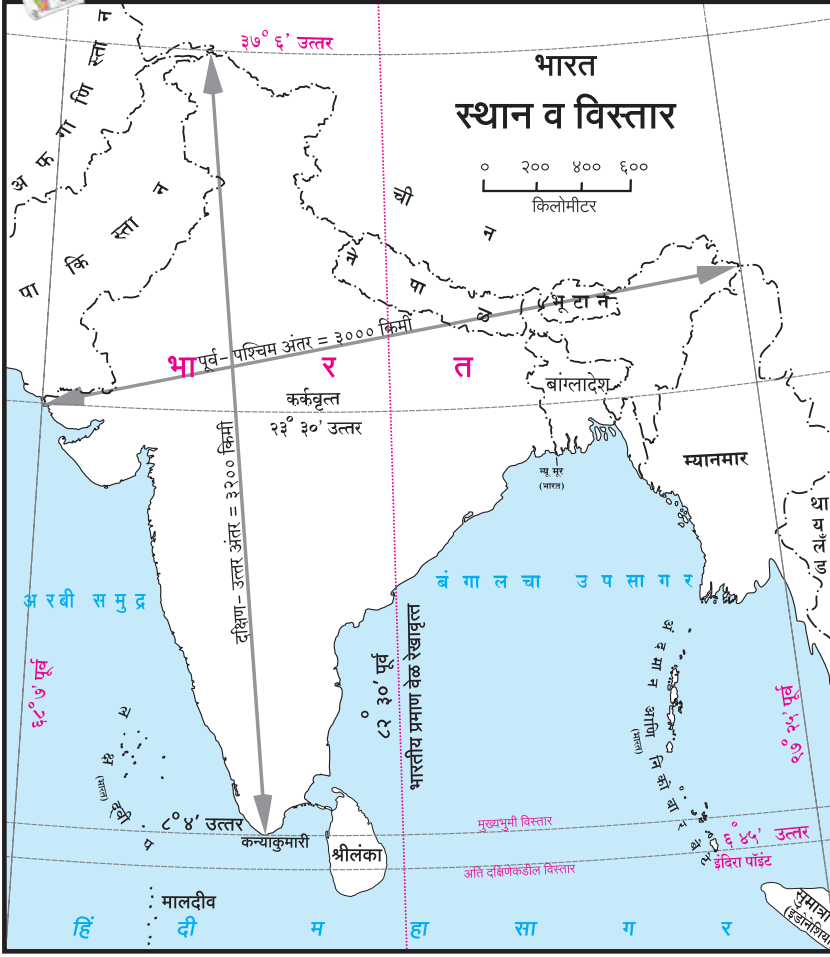 ३७° ६' उत्तर
भारत
स्थान व विस्तार
० २०० ४०० ६००
किलोमीटर
अफगाणिस्तान
पाकिस्तान
चीन
नेपाळ
भूटान
पूर्व- पश्चिम अंतर = ३००० किमी
भारत
बांग्लादेश
कर्कवृत्त
२३° ३०' उत्तर
म्यानमार
न्यू मूर
(भारत)
थायलँड
दक्षिण- उत्तर अंतर = ३२०० किमी
अरबी समुद्र
बंगालचा उपसागर
६८° ७' पूर्व
८२° ३०' पूर्व
भारतीय प्रमाण वेळ रेखावृत्त
अंदमान आणि निकोबार बेटे
(भारत)
९७° २५' पूर्व
लक्षद्वीप
(भारत)
८° ४' उत्तर
कन्याकुमारी
श्रीलंका
मुख्यभुमी विस्तार
६° ४५' उत्तर
इंदिरा पॉइंट
अति दक्षिणेकडील विस्तार
मालदीव
सुमात्रा
(इंडोनेशिया)
हिंदी महासागर